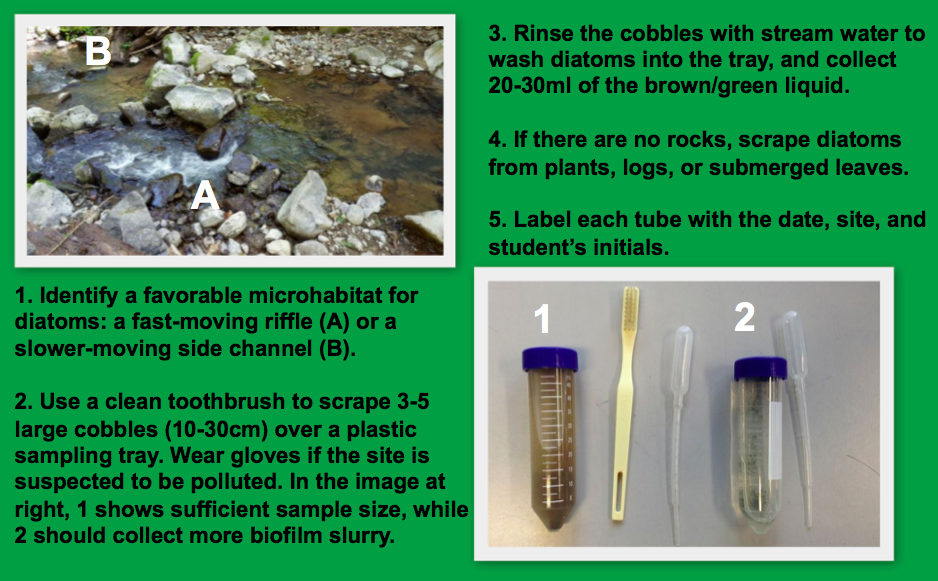 B
A
1. Identify a favorable microhabitat for
diatoms: a fast-moving riffle (A) or a
slower-moving side channel (B).
2. Use a clean toothbrush to scrape 3-5
large cobbles (10-30cm) over a plastic
sampling tray. Wear gloves if the site is
suspected to be polluted. In the image at
right, 1 shows sufficient sample size, while
2 should collect more biofilm slurry.
3. Rinse the cobbles with stream water to
wash diatoms into the tray, and collect
20-30ml of the brown/green liquid.
4. If there are no rocks, scrape diatoms
from plants, logs, or submerged leaves.
5. Label each tube with the date, site, and
student’s initials.
1
2